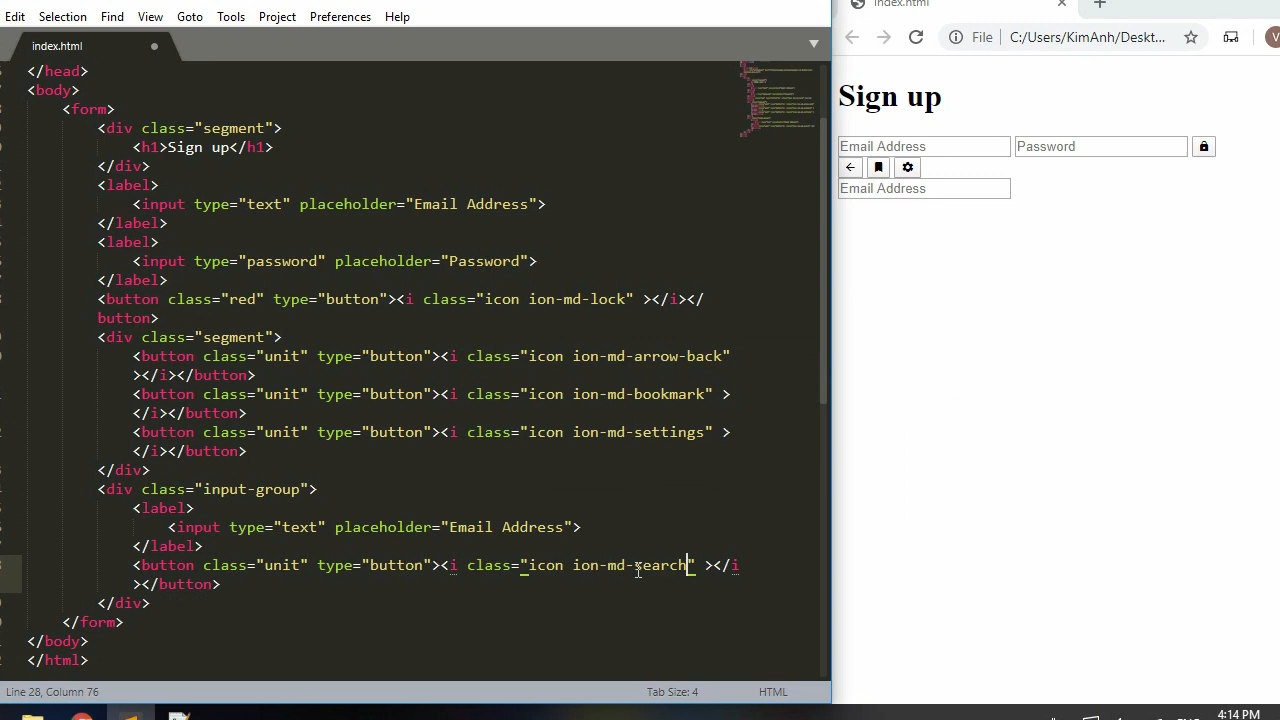 Edit Selection Find View Goto Tools Project Preferences Help
index.html
</head>
<body>
<form>
<div class="segment">
<h1>Sign up</h1>
</div>
<label>
<input type="text" placeholder="Email Address">
</label>
<label>
<input type="password" placeholder="Password">
</label>
<button class="red" type="button"><i class="icon ion-md-lock" ></i></
button>
<div class="segment">
<button class="unit" type="button"><i class="icon ion-md-arrow-back"
></i></button>
<button class="unit" type="button"><i class="icon ion-md-bookmark" >
</i></button>
<button class="unit" type="button"><i class="icon ion-md-settings" >
</i></button>
</div>
<div class="input-group">
<label>
<input type="text" placeholder="Email Address">
</label>
<button class="unit" type="button"><i class="icon ion-md-search" ></i
></button>
</div>
</form>
</body>
</html>
Line 28, Column 76 Tab Size: 4 HTML
index.html
File C:/Users/KimAnh/Deskt... V
Sign up
Email Address Password
Email Address
4:14 PM